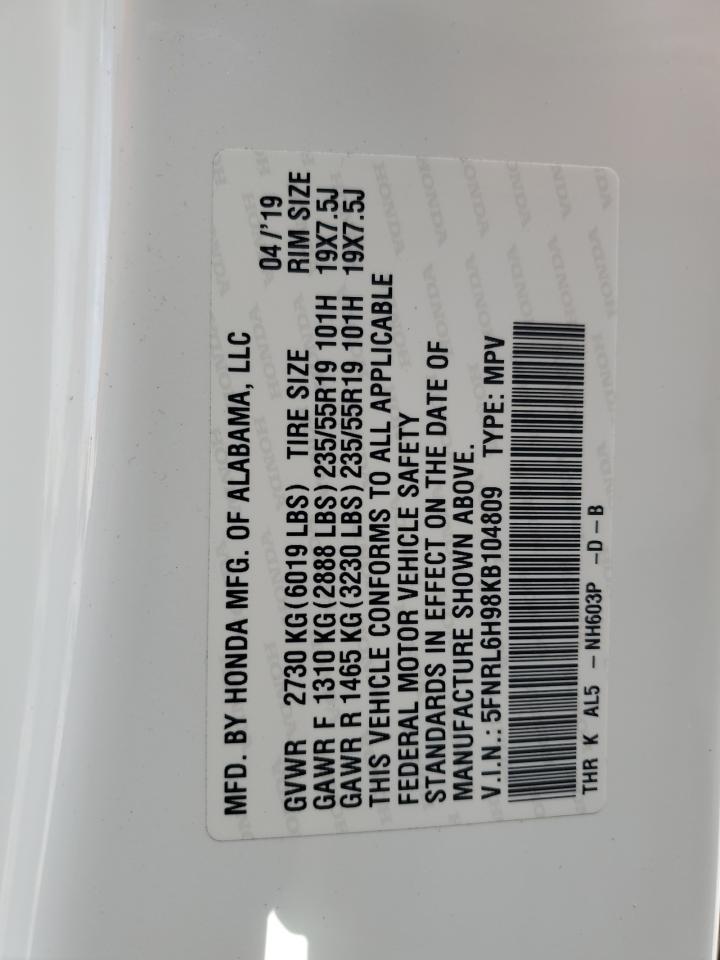 MFD. BY HONDA MFG. OF ALABAMA, LLC 04/'19
GVWR 2730 KG(6019 LBS) TIRE SIZE RIM SIZE
GAWR F 1310 KG(2888 LBS)235/55R19 101H 19X7.5J
GAWR R 1465 KG(3230 LBS)235/55R19 101H 19X7.5J
THIS VEHICLE CONFORMS TO ALL APPLICABLE
FEDERAL MOTOR VEHICLE SAFETY
STANDARDS IN EFFECT ON THE DATE OF
MANUFACTURE SHOWN ABOVE.
V.I.N.:5FNRL6H98KB104809 TYPE: MPV
THR K AL5 -NH603P -D-B